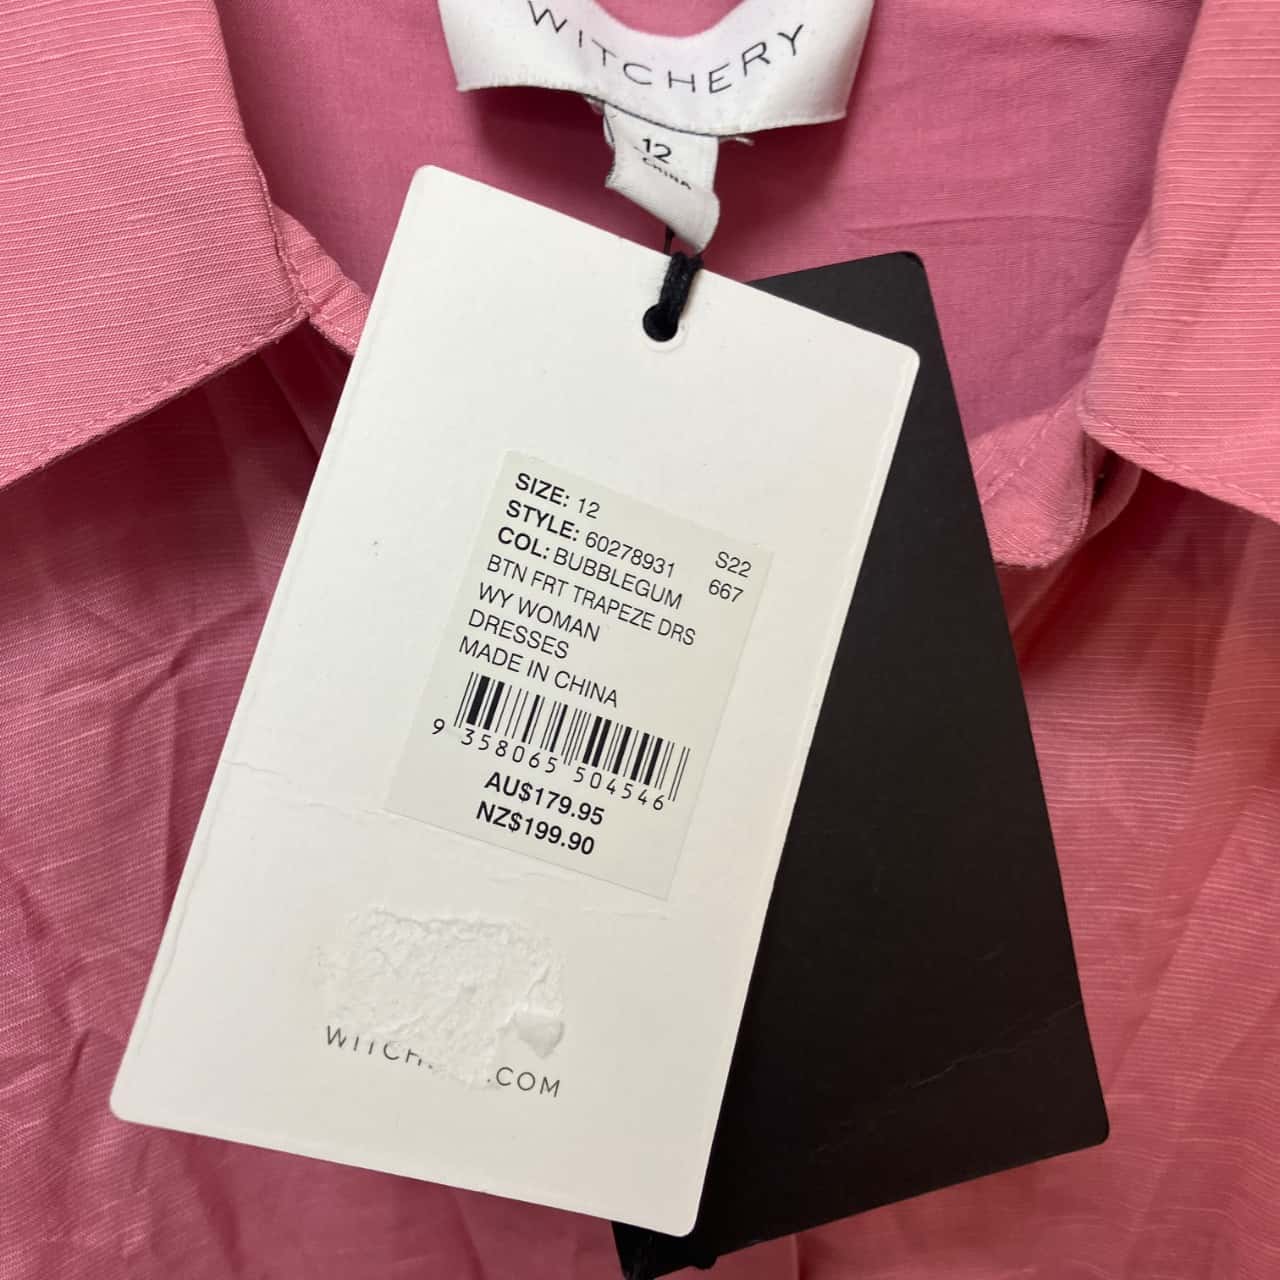 WITCHERY
12
CHINA
SIZE: 12
STYLE: 60278931 S22
COL: BUBBLEGUM 667
BTN FRT TRAPEZE DRS
WY WOMAN
DRESSES
MADE IN CHINA
9 358065 504546
AU$179.95
NZ$199.90
.COM